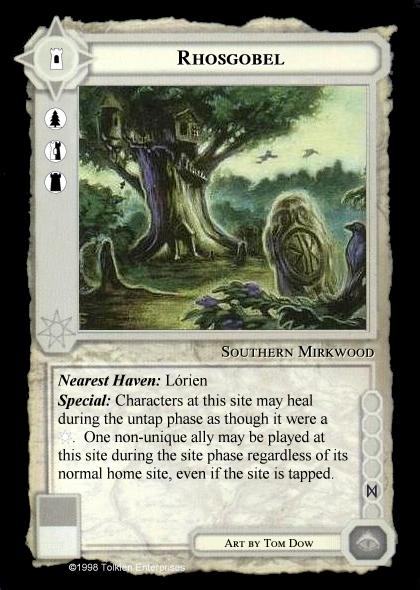 RHOSGOBEL
SOUTHERN MIRKWOOD
Nearest Haven: Lórien
Special: Characters at this site may heal
during the untap phase as though it were a
. One non-unique ally may be played at
this site during the site phase regardless of its
normal home site, even if the site is tapped.
ART BY TOM DOW
©1998 Tolkien Enterprises